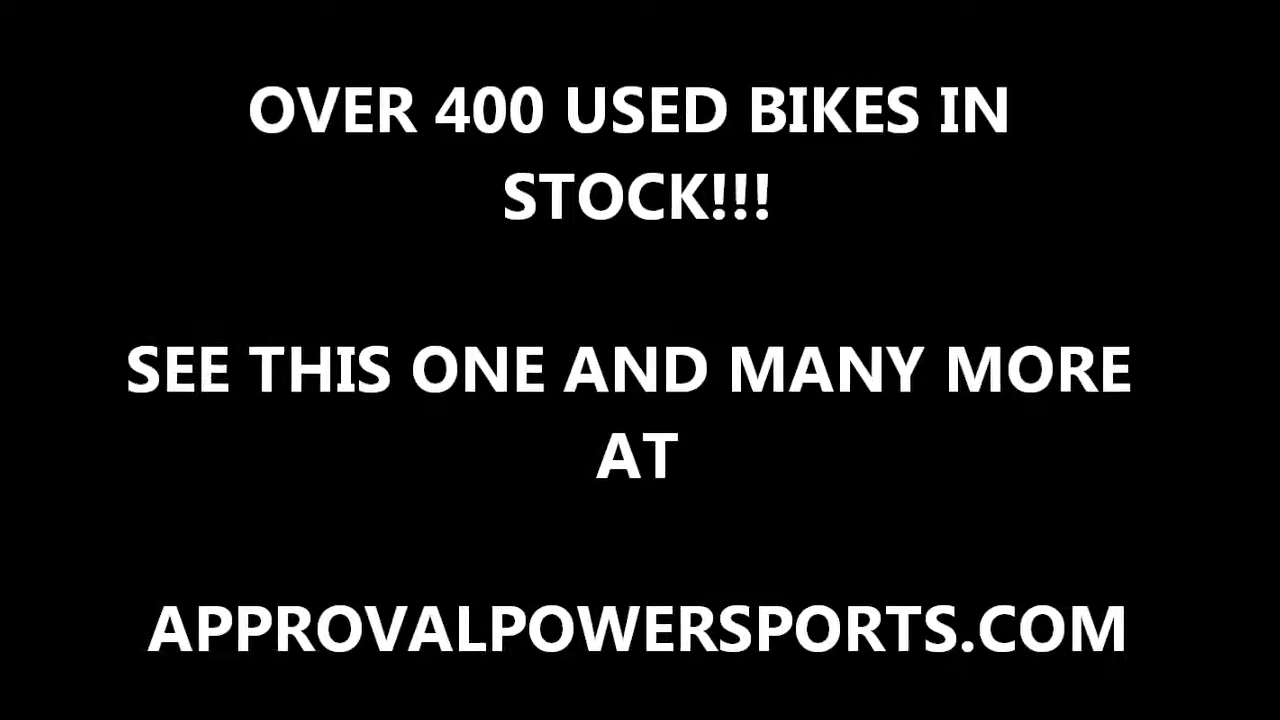 OVER 400 USED BIKES IN
STOCK!!!
SEE THIS ONE AND MANY MORE
AT
APPROVALPOWERSPORTS.COM